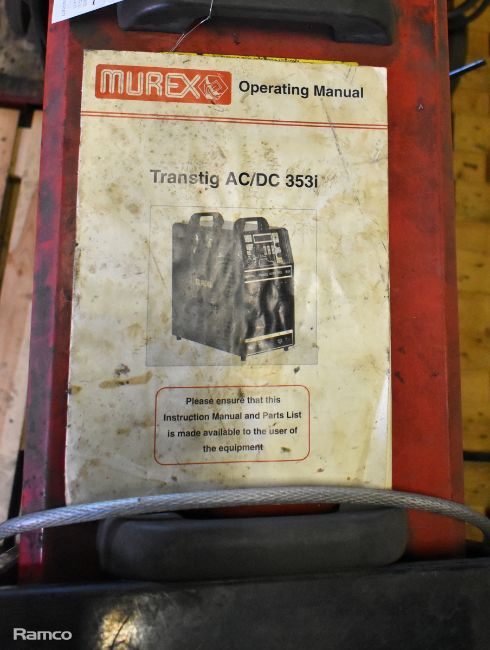 MUREX
Operating Manual
Transtig AC/DC 353i
Please ensure that this
Instruction Manual and Parts List
is made available to the user of
the equipment
Ramco